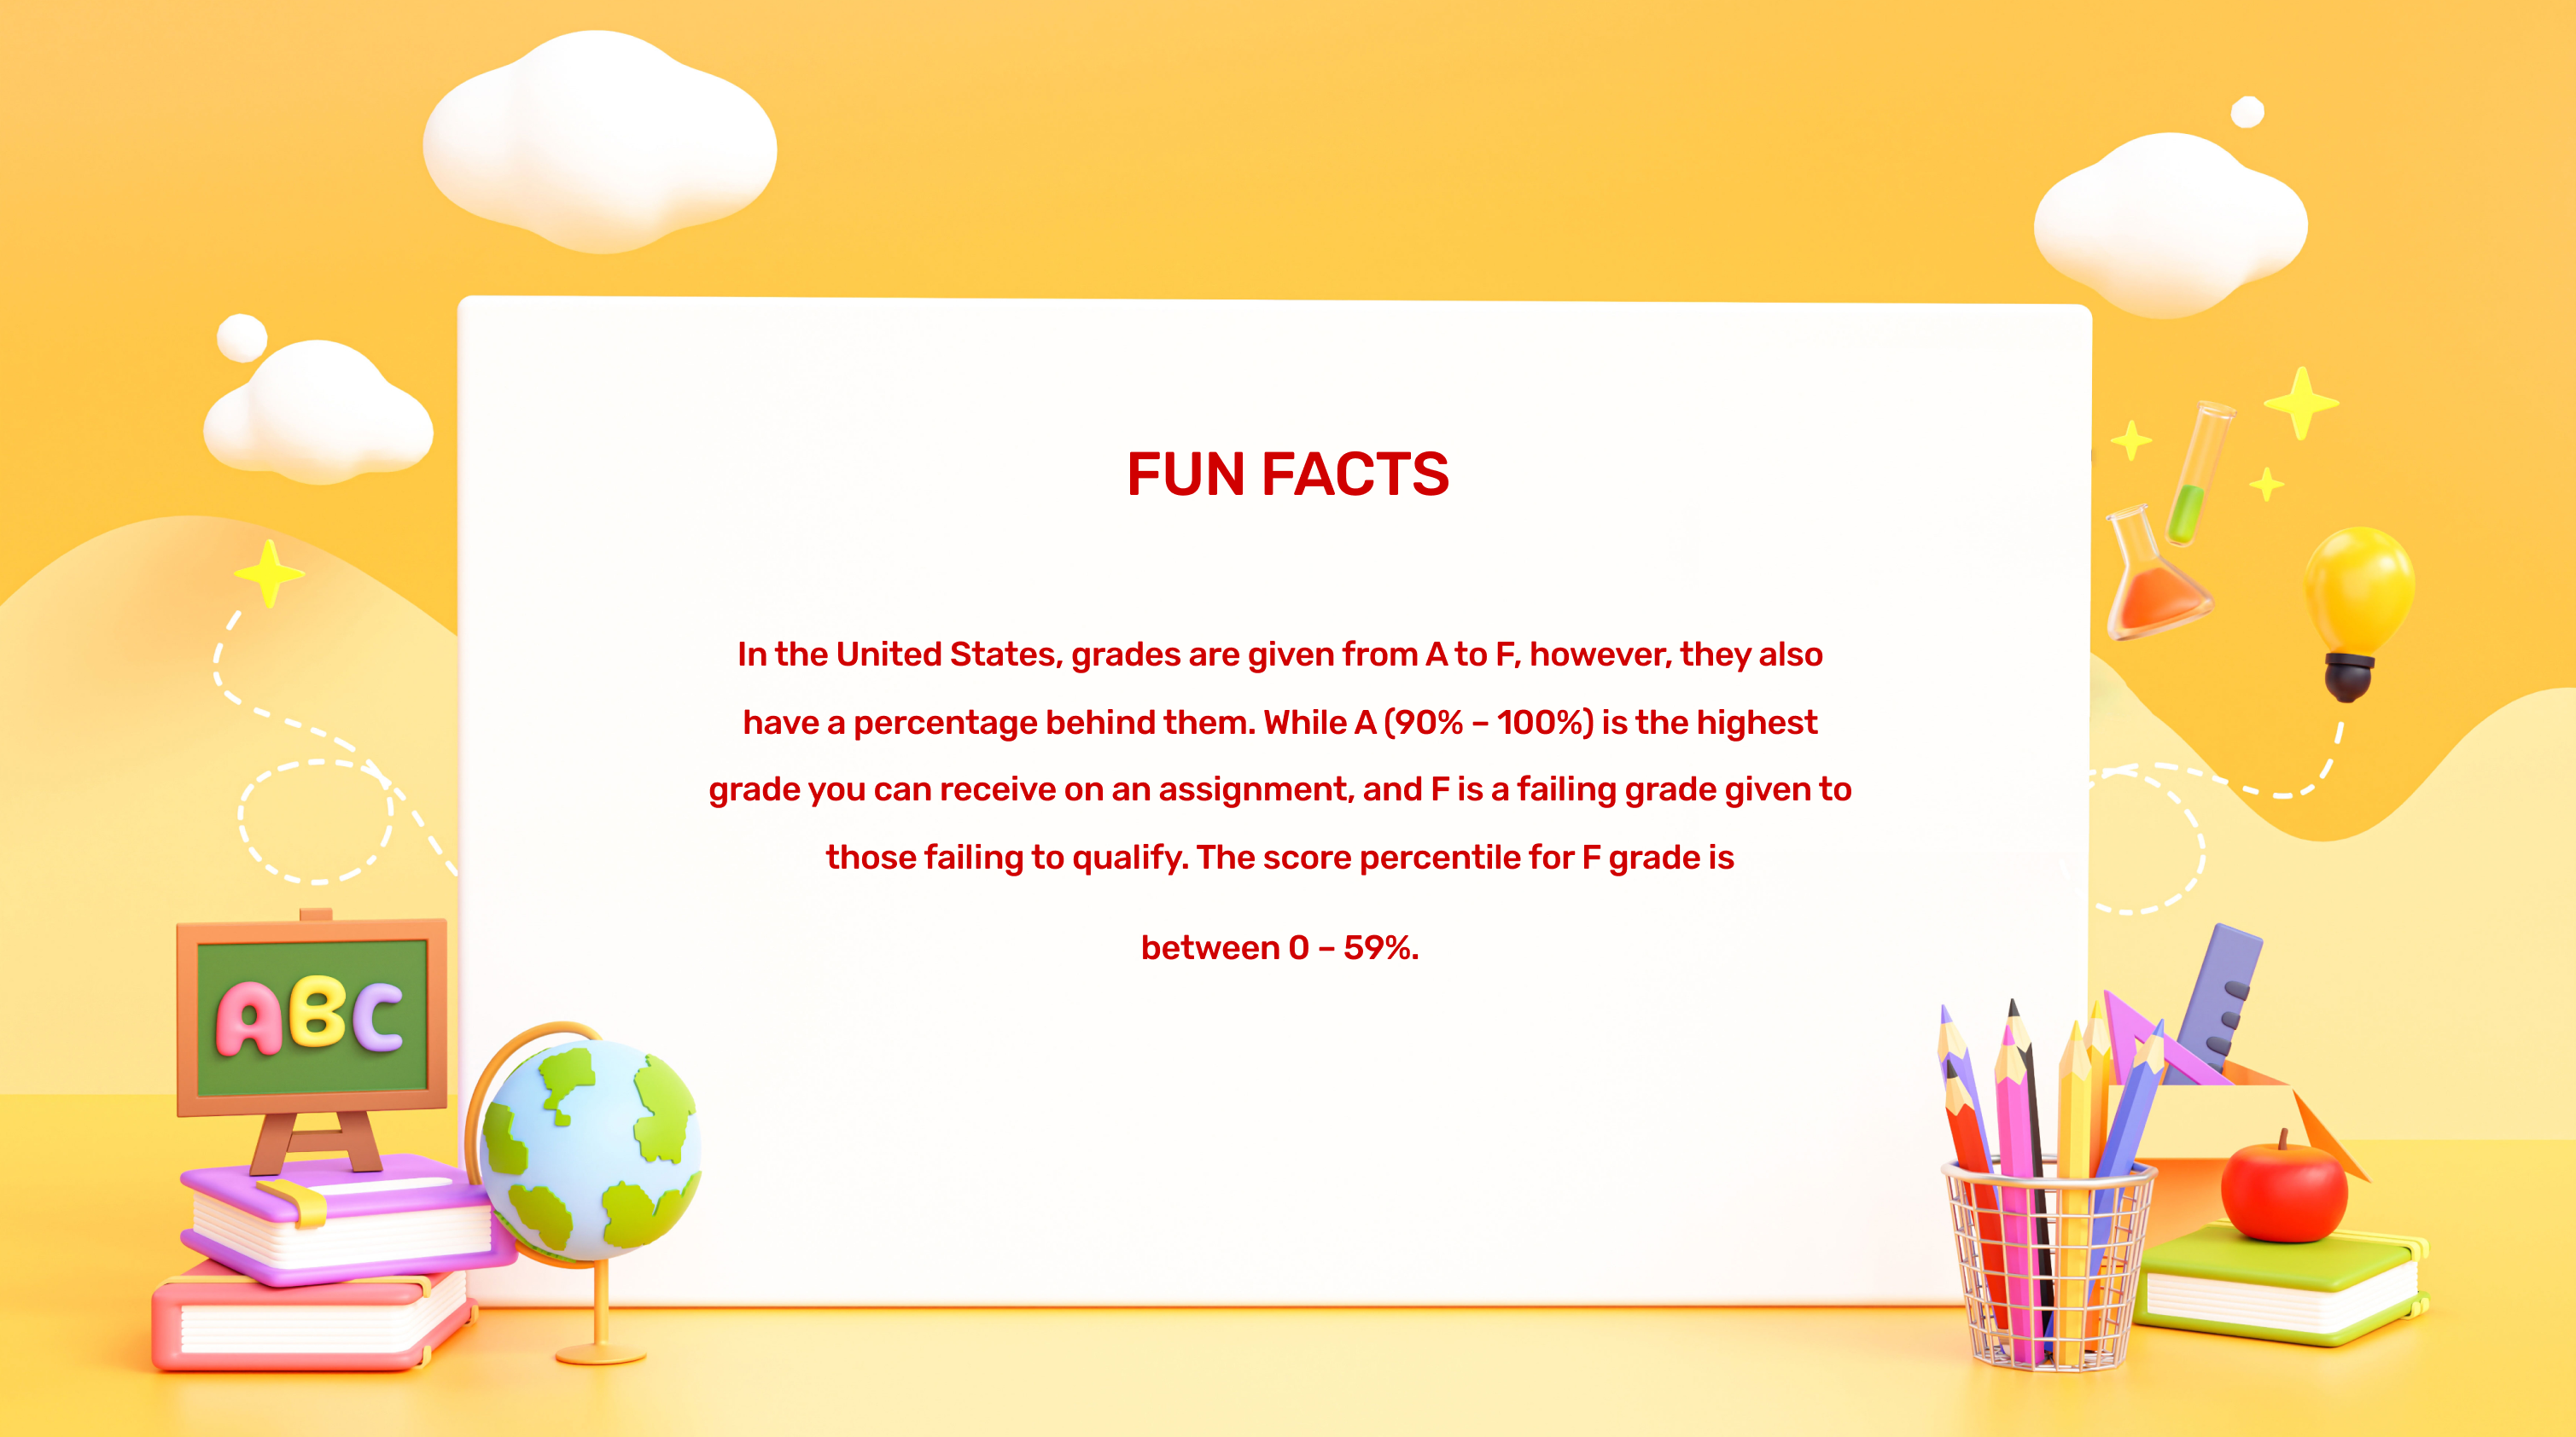 FUN FACTS
In the United States, grades are given from A to F, however, they also
have a percentage behind them. While A (90% – 100%) is the highest
grade you can receive on an assignment, and F is a failing grade given to
those failing to qualify. The score percentile for F grade is
between 0 – 59%.
ABC